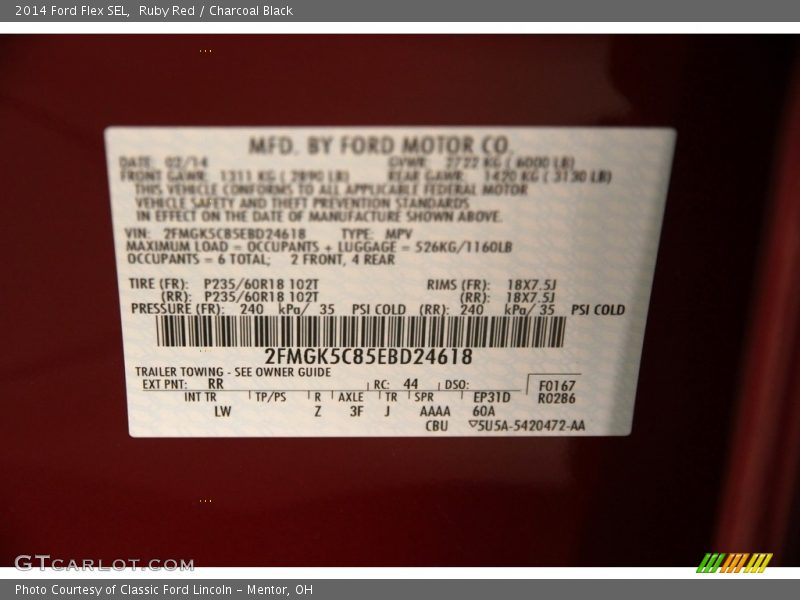 2014 Ford Flex SEL, Ruby Red / Charcoal Black
MFD. BY FORD MOTOR CO.
DATE: 02/14 GVWR: 2722 KG ( 6000 LB)
FRONT GAWR: 1311 KG ( 2890 LB) REAR GAWR: 1420 KG ( 3130 LB)
THIS VEHICLE CONFORMS TO ALL APPLICABLE FEDERAL MOTOR
VEHICLE SAFETY AND THEFT PREVENTION STANDARDS
IN EFFECT ON THE DATE OF MANUFACTURE SHOWN ABOVE.
VIN: 2FMGK5C85EBD24618 TYPE: MPV
MAXIMUM LOAD = OCCUPANTS + LUGGAGE = 526KG/1160LB
OCCUPANTS = 6 TOTAL; 2 FRONT, 4 REAR
TIRE (FR): P235/60R18 102T RIMS (FR): 18X7.5J
(RR): P235/60R18 102T (RR): 18X7.5J
PRESSURE (FR): 240 kPa/ 35 PSI COLD (RR): 240 kPa/ 35 PSI COLD
2FMGK5C85EBD24618
TRAILER TOWING - SEE OWNER GUIDE
EXT PNT: RR RC: 44 DSO: F0167
INT TR TP/PS R AXLE TR SPR EP31D R0286
LW Z 3F J AAAA 60A
CBU 5U5A-5420472-AA
GTCarLot.com
Photo Courtesy of Classic Ford Lincoln - Mentor, OH